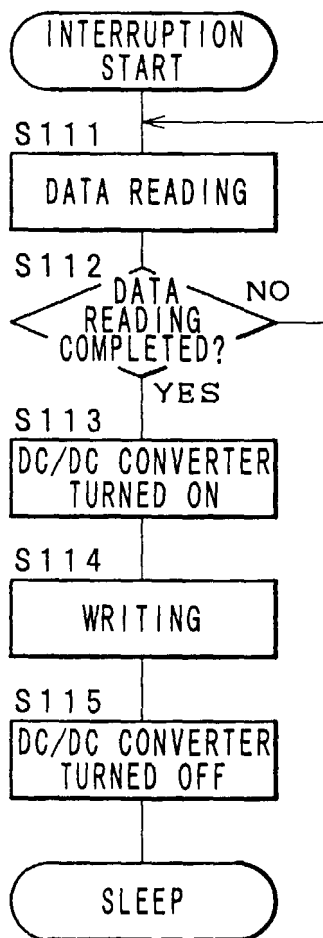 INTERRUPTION
START
S111
DATA READING
S112
DATA
READING
COMPLETED?
NO
YES
S113
DC/DC CONVERTER
TURNED ON
S114
WRITING
S115
DC/DC CONVERTER
TURNED OFF
SLEEP